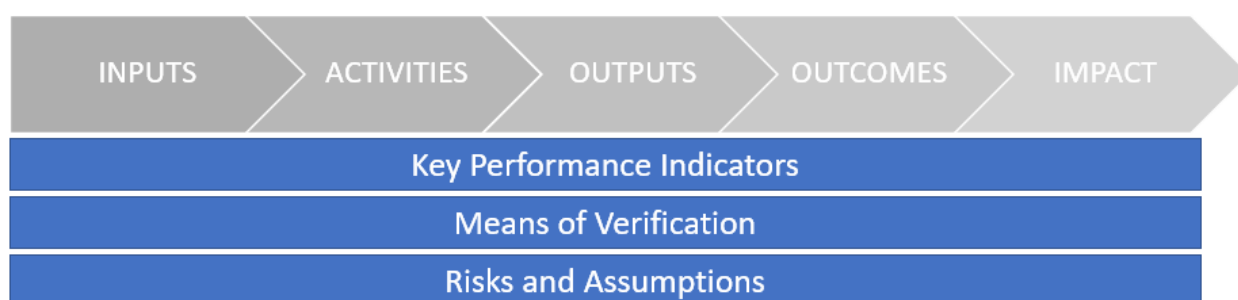 INPUTS ACTIVITIES OUTPUTS OUTCOMES IMPACT
Key Performance Indicators
Means of Verification
Risks and Assumptions